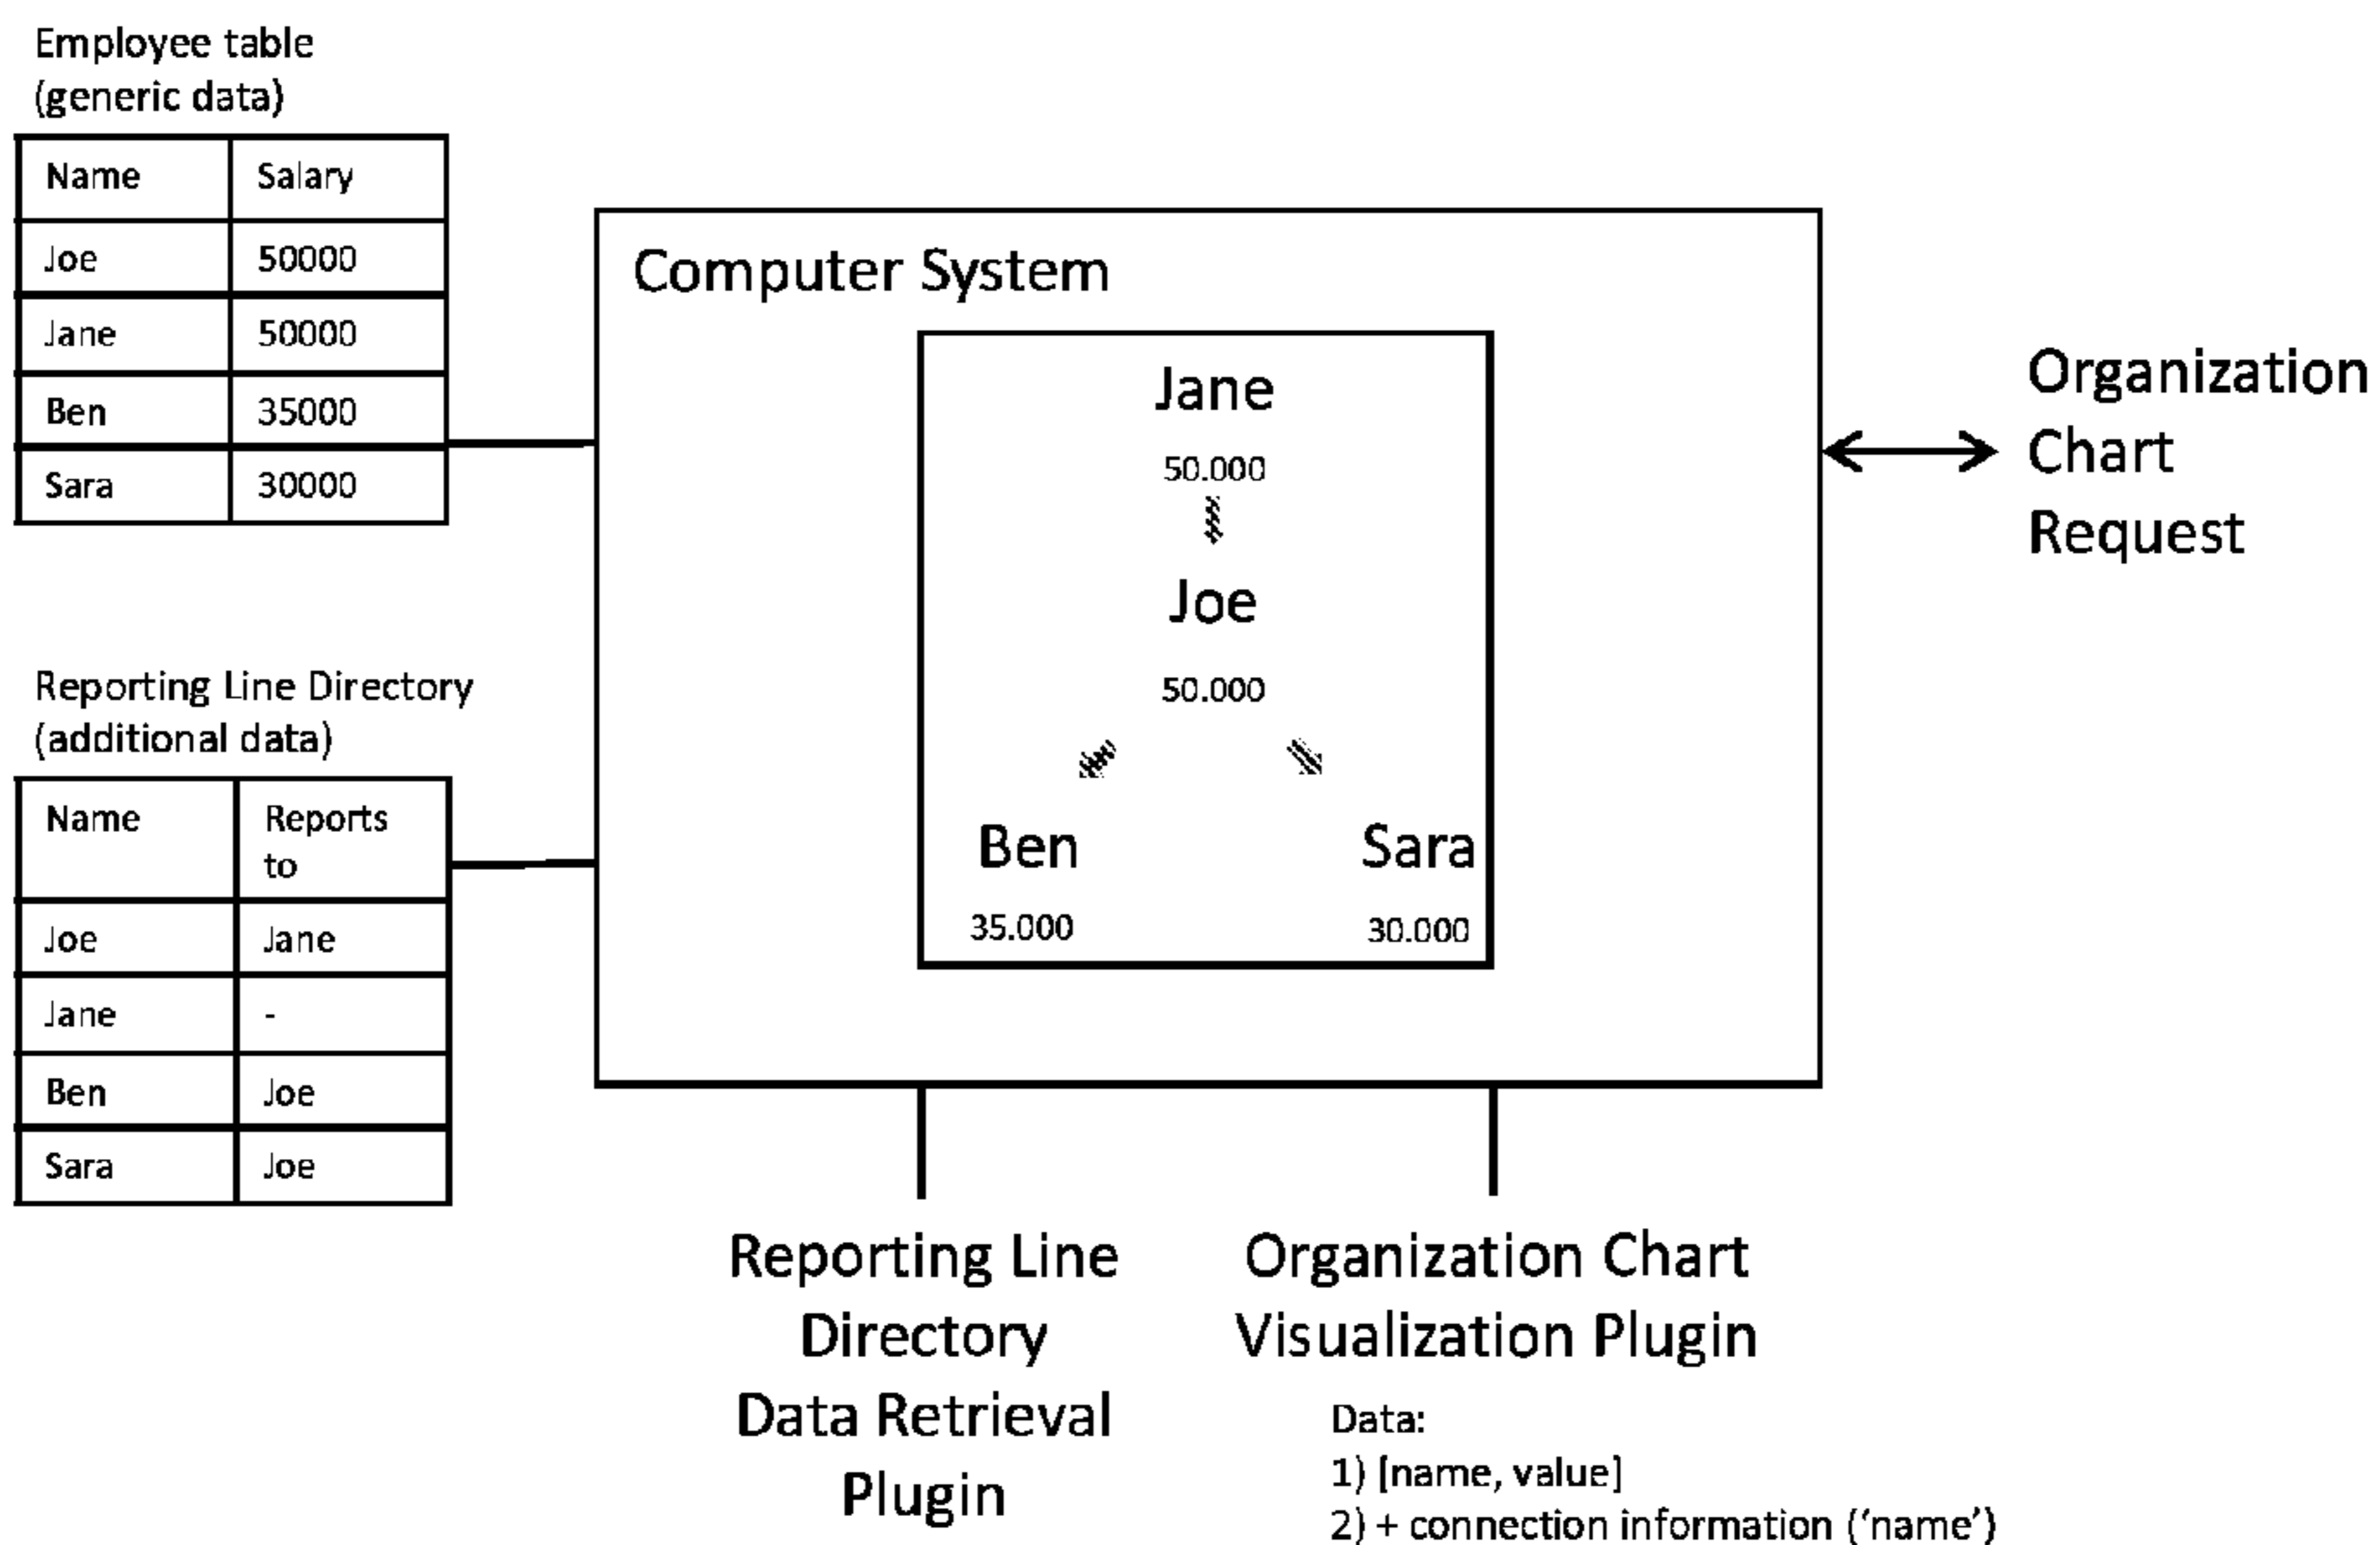 Employee table
(generic data)
Name Salary
Joe 50000
Jane 50000
Ben 35000
Sara 30000
Reporting Line Directory
(additional data)
Name Reports
to
Joe Jane
Jane -
Ben Joe
Sara Joe
Computer System
Jane
50.000
Joe
50.000
Ben Sara
35.000 30.000
Organization
Chart
Request
Reporting Line
Directory
Data Retrieval
Plugin
Organization Chart
Visualization Plugin
Data:
1) [name, value]
2) + connection information (‘name’)